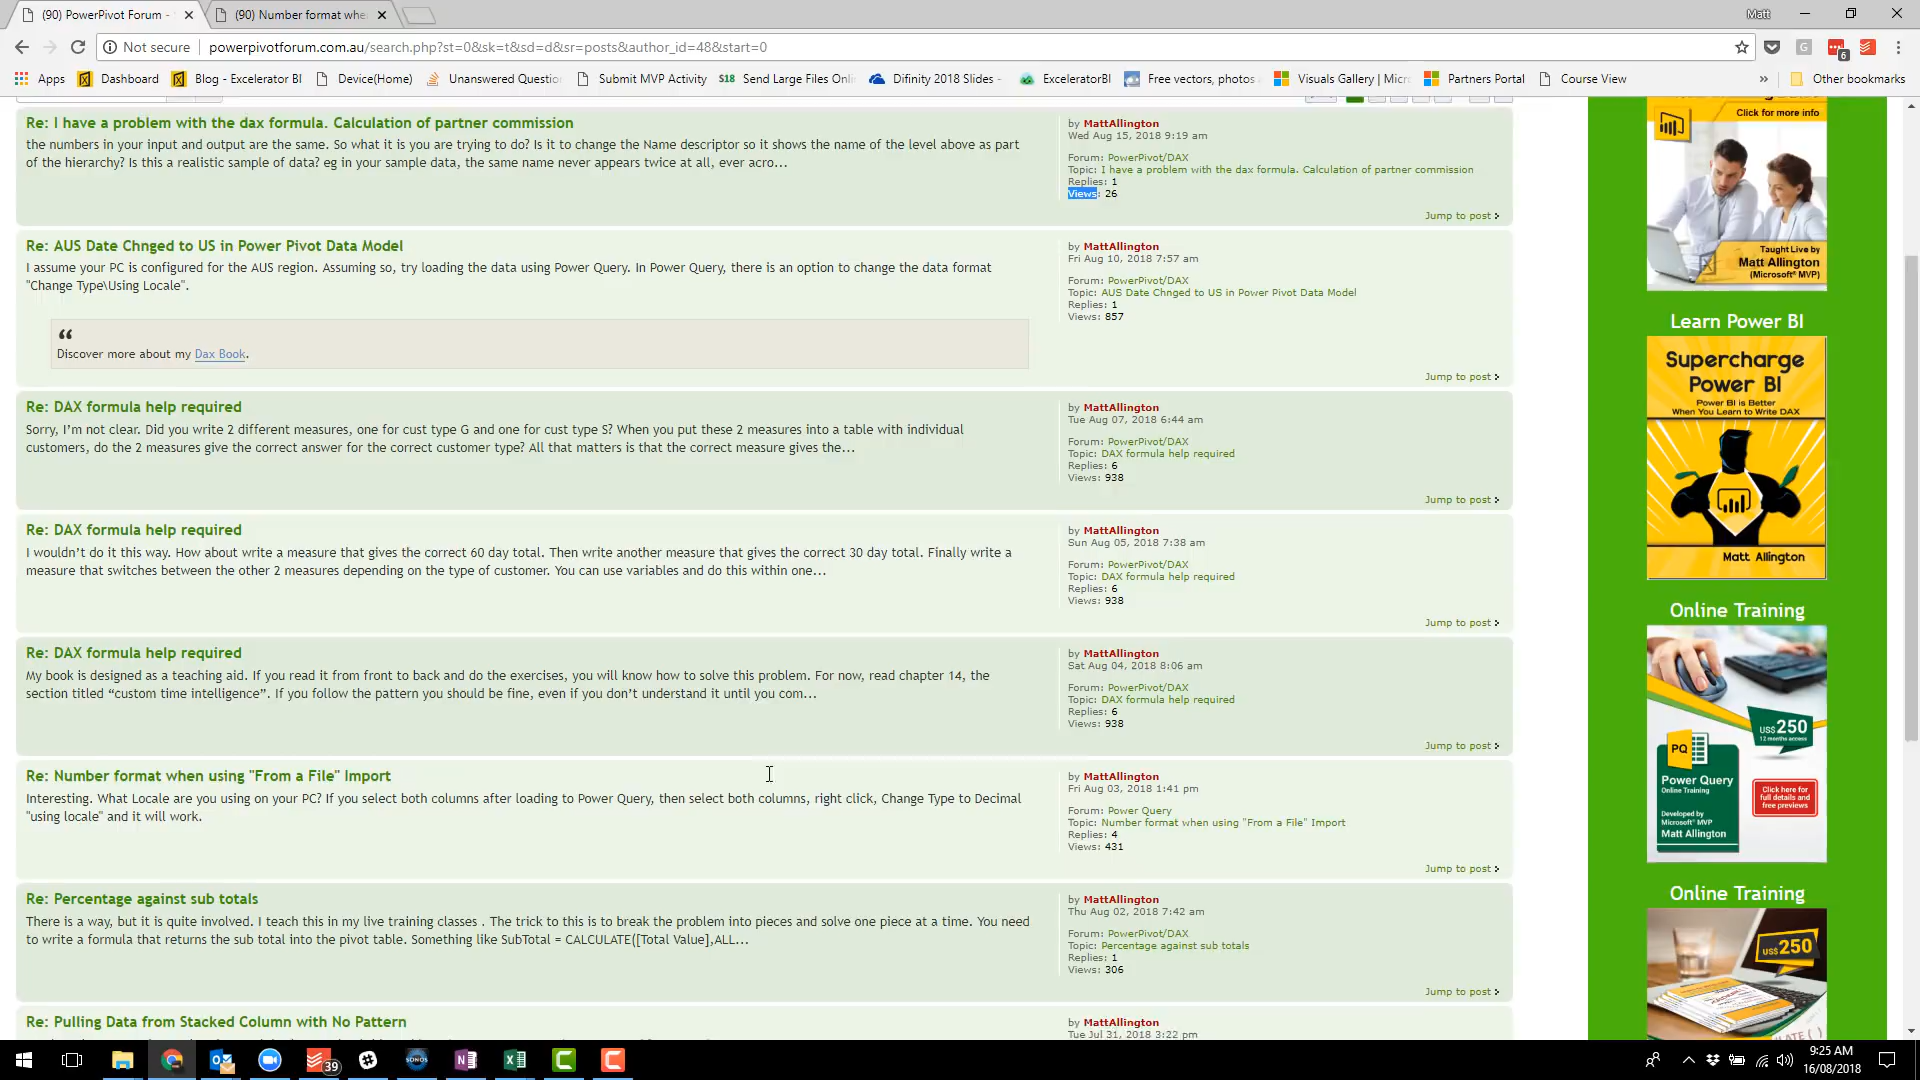 (90) PowerPivot Forum -
(90) Number format whe
Matt
Not secure
powerpivotforum.com.au/search.php?st=0&sk=t&sd=d&sr=posts&author_id=48&start=0
6
Apps
Dashboard
Blog - Excelerator BI
Device(Home)
Unanswered Questio
Submit MVP Activity
$18
Send Large Files Onli
Difinity 2018 Slides -
ExceleratorBI
Free vectors, photos
Visuals Gallery | Micr
Partners Portal
Course View
»
Other bookmarks
Re: I have a problem with the dax formula. Calculation of partner commission
the numbers in your input and output are the same. So what it is you are trying to do? Is it to change the Name descriptor so it shows the name of the level above as part
of the hierarchy? Is this a realistic sample of data? eg in your sample data, the same name never appears twice at all, ever acro...
by MattAllington
Wed Aug 15, 2018 9:19 am
Forum: PowerPivot/DAX
Topic: I have a problem with the dax formula. Calculation of partner commission
Replies: 1
Views: 26
Jump to post
Re: AUS Date Chnged to US in Power Pivot Data Model
I assume your PC is configured for the AUS region. Assuming so, try loading the data using Power Query. In Power Query, there is an option to change the data format
"Change Type\Using Locale".
“
Discover more about my Dax Book.
by MattAllington
Fri Aug 10, 2018 7:57 am
Forum: PowerPivot/DAX
Topic: AUS Date Chnged to US in Power Pivot Data Model
Replies: 1
Views: 857
Jump to post
Re: DAX formula help required
Sorry, I’m not clear. Did you write 2 different measures, one for cust type G and one for cust type S? When you put these 2 measures into a table with individual
customers, do the 2 measures give the correct answer for the correct customer type? All that matters is that the correct measure gives the...
by MattAllington
Tue Aug 07, 2018 6:44 am
Forum: PowerPivot/DAX
Topic: DAX formula help required
Replies: 6
Views: 938
Jump to post
Re: DAX formula help required
I wouldn’t do it this way. How about write a measure that gives the correct 60 day total. Then write another measure that gives the correct 30 day total. Finally write a
measure that switches between the other 2 measures depending on the type of customer. You can use variables and do this within one...
by MattAllington
Sun Aug 05, 2018 7:38 am
Forum: PowerPivot/DAX
Topic: DAX formula help required
Replies: 6
Views: 938
Jump to post
Re: DAX formula help required
My book is designed as a teaching aid. If you read it from front to back and do the exercises, you will know how to solve this problem. For now, read chapter 14, the
section titled “custom time intelligence”. If you follow the pattern you should be fine, even if you don’t understand it until you com...
by MattAllington
Sat Aug 04, 2018 8:06 am
Forum: PowerPivot/DAX
Topic: DAX formula help required
Replies: 6
Views: 938
Jump to post
Re: Number format when using "From a File" Import
Interesting. What Locale are you using on your PC? If you select both columns after loading to Power Query, then select both columns, right click, Change Type to Decimal
"using locale" and it will work.
by MattAllington
Fri Aug 03, 2018 1:41 pm
Forum: Power Query
Topic: Number format when using "From a File" Import
Replies: 4
Views: 431
Jump to post
Re: Percentage against sub totals
There is a way, but it is quite involved. I teach this in my live training classes . The trick to this is to break the problem into pieces and solve one piece at a time. You need
to write a formula that returns the sub total into the pivot table. Something like SubTotal = CALCULATE([Total Value],ALL...
by MattAllington
Thu Aug 02, 2018 7:42 am
Forum: PowerPivot/DAX
Topic: Percentage against sub totals
Replies: 1
Views: 306
Jump to post
Re: Pulling Data from Stacked Column with No Pattern
by MattAllington
Tue Jul 31, 2018 3:22 pm
Click for more info
Taught Live by
Matt Allington
(Microsoft® MVP)
Learn Power BI
Supercharge
Power BI
Power BI is Better
When You Learn to Write DAX
Matt Allington
Online Training
US$250
12 months access
PQ
Power Query
Online Training
Developed by
Microsoft® MVP
Matt Allington
Click here for
full details and
free previews
Online Training
US$250
39
SONOS
9:25 AM
16/08/2018